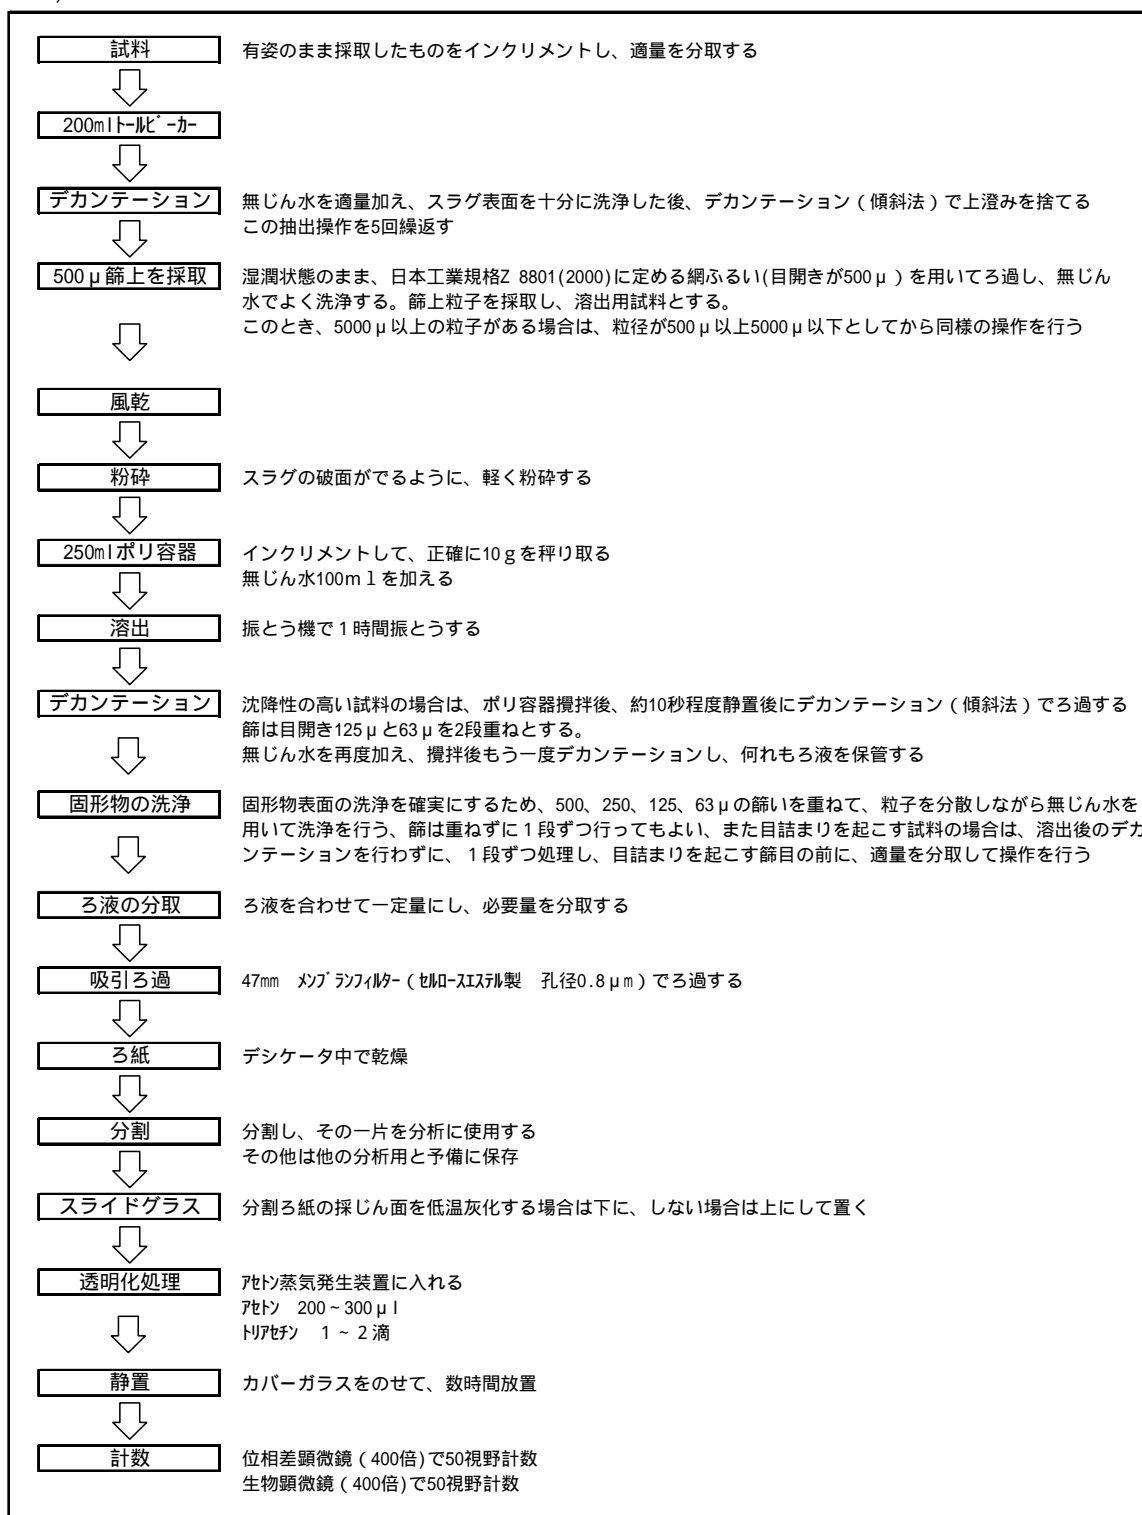 試料 有姿のまま採取したものをインクリメントし、適量を分取する
200mlﾄｰﾙﾋﾞｰｶｰ
デカンテーション 無じん水を適量加え、スラグ表面を十分に洗浄した後、デカンテーション(傾斜法)で上澄みを捨てる
この抽出操作を5回繰返す
500μ篩上を採取 湿潤状態のまま、日本工業規格Z 8801(2000)に定める網ふるい(目開きが500μ)を用いてろ過し、無じん
水でよく洗浄する。篩上粒子を採取し、溶出用試料とする。
このとき、5000μ以上の粒子がある場合は、粒径が500μ以上5000μ以下としてから同様の操作を行う
風乾
粉砕 スラグの破面がでるように、軽く粉砕する
250mlポリ容器 インクリメントして、正確に10gを秤り取る
無じん水100mlを加える
溶出 振とう機で1時間振とうする
デカンテーション 沈降性の高い試料の場合は、ポリ容器攪拌後、約10秒程度静置後にデカンテーション(傾斜法)でろ過する
篩は目開き125μと63μを2段重ねとする。
無じん水を再度加え、攪拌後もう一度デカンテーションし、何れもろ液を保管する
固形物の洗浄 固形物表面の洗浄を確実にするため、500、250、125、63μの篩いを重ねて、粒子を分散しながら無じん水を
用いて洗浄を行う、篩は重ねずに1段ずつ行ってもよい、また目詰まりを起こす試料の場合は、溶出後のデカ
ンテーションを行わずに、1段ずつ処理し、目詰まりを起こす篩目の前に、適量を分取して操作を行う
ろ液の分取 ろ液を合わせて一定量にし、必要量を分取する
吸引ろ過 47mm ﾒﾝﾌﾞﾗﾝﾌｨﾙﾀｰ(ｾﾙﾛｰｽｴｽﾃﾙ製 孔径0.8μm)でろ過する
ろ紙 デシケータ中で乾燥
分割 分割し、その一片を分析に使用する
その他は他の分析用と予備に保存
スライドグラス 分割ろ紙の採じん面を低温灰化する場合は下に、しない場合は上にして置く
透明化処理 ｱｾﾄﾝ蒸気発生装置に入れる
ｱｾﾄﾝ 200~300μl
ﾄﾘｱｾﾁﾝ 1~2滴
静置 カバーガラスをのせて、数時間放置
計数 位相差顕微鏡(400倍)で50視野計数
生物顕微鏡(400倍)で50視野計数